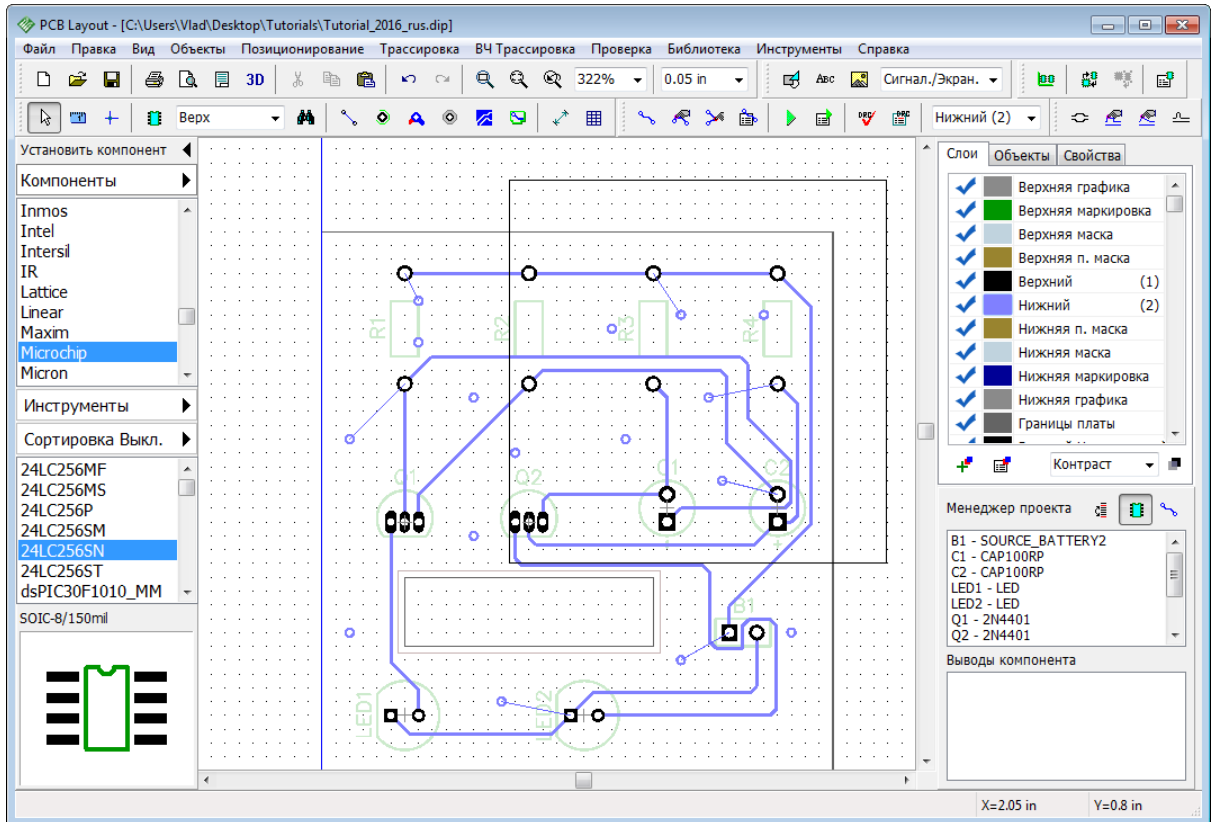 PCB Layout - [C:\Users\Vlad\Desktop\Tutorials\Tutorial_2016_rus.dip]
Файл Правка Вид Объекты Позиционирование Трассировка ВЧ Трассировка Проверка Библиотека Инструменты Справка
3D 322% 0.05 in ABC Сигнал./Экран.
Верх DRC DRC Нижний (2)
Установить компонент
Компоненты
Inmos
Intel
Intersil
IR
Lattice
Linear
Maxim
Microchip
Micron
Инструменты
Сортировка Выкл.
24LC256MF
24LC256MS
24LC256P
24LC256SM
24LC256SN
24LC256ST
dsPIC30F1010_MM
SOIC-8/150mil
R1 R2 R3 R4
Q1 Q2 C1 C2
B1
LED1 LED2
Слои Объекты Свойства
Верхняя графика
Верхняя маркировка
Верхняя маска
Верхняя п. маска
Верхний (1)
Нижний (2)
Нижняя п. маска
Нижняя маска
Нижняя маркировка
Нижняя графика
Границы платы
Контраст
Менеджер проекта
B1 - SOURCE_BATTERY2
C1 - CAP100RP
C2 - CAP100RP
LED1 - LED
LED2 - LED
Q1 - 2N4401
Q2 - 2N4401
Выводы компонента
X=2.05 in Y=0.8 in